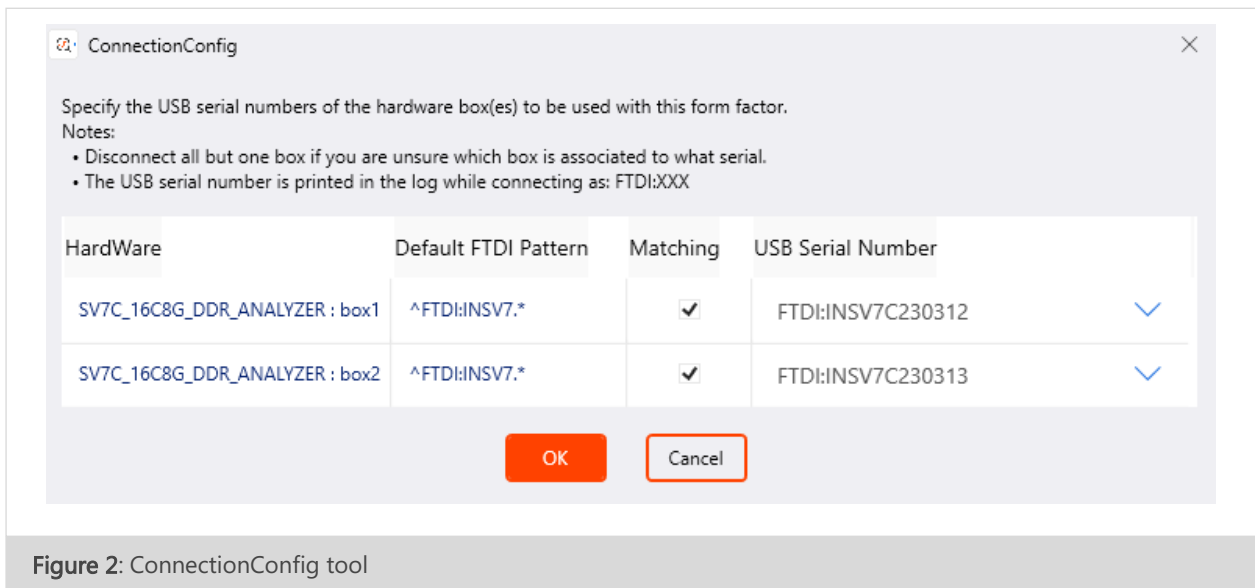 ConnectionConfig
Specify the USB serial numbers of the hardware box(es) to be used with this form factor.
Notes:
• Disconnect all but one box if you are unsure which box is associated to what serial.
• The USB serial number is printed in the log while connecting as: FTDI:XXX
HardWare Default FTDI Pattern Matching USB Serial Number
SV7C_16C8G_DDR_ANALYZER : box1 ^FTDI:INSV7.* FTDI:INSV7C230312
SV7C_16C8G_DDR_ANALYZER : box2 ^FTDI:INSV7.* FTDI:INSV7C230313
OK Cancel
Figure 2: ConnectionConfig tool